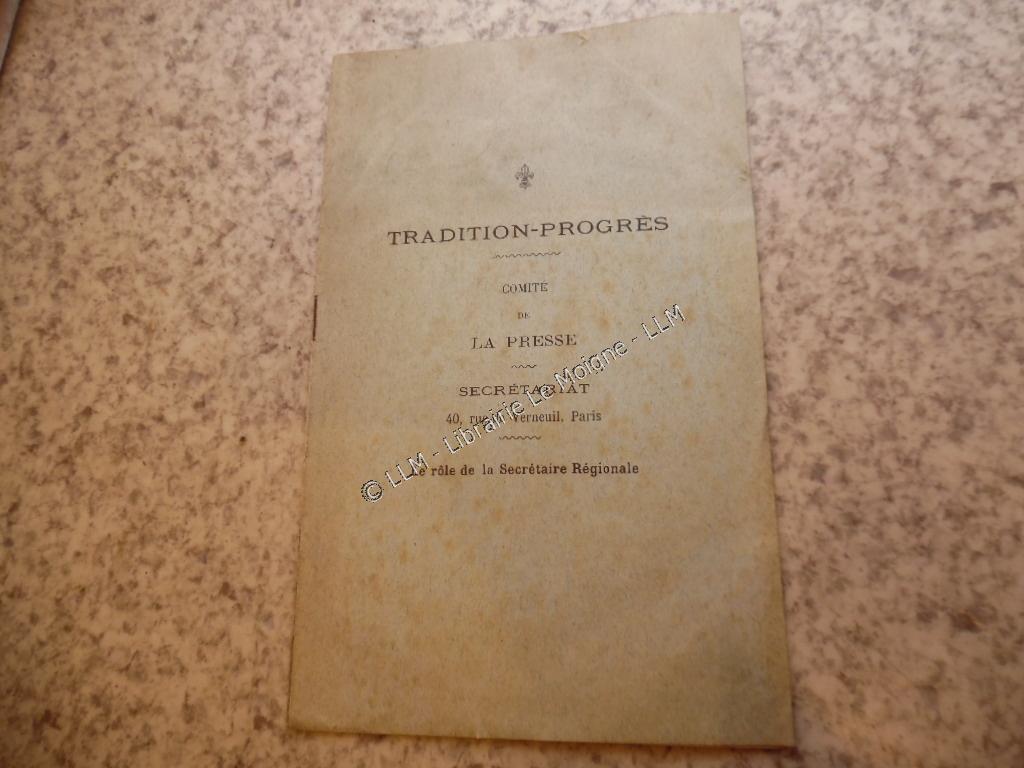 TRADITION-PROGRÈS
COMITÉ
DE
LA PRESSE
SECRÉTARIAT
40, rue de Verneuil, Paris
Le rôle de la Secrétaire Régionale
© LLM - Librairie Le Moigne - LLM